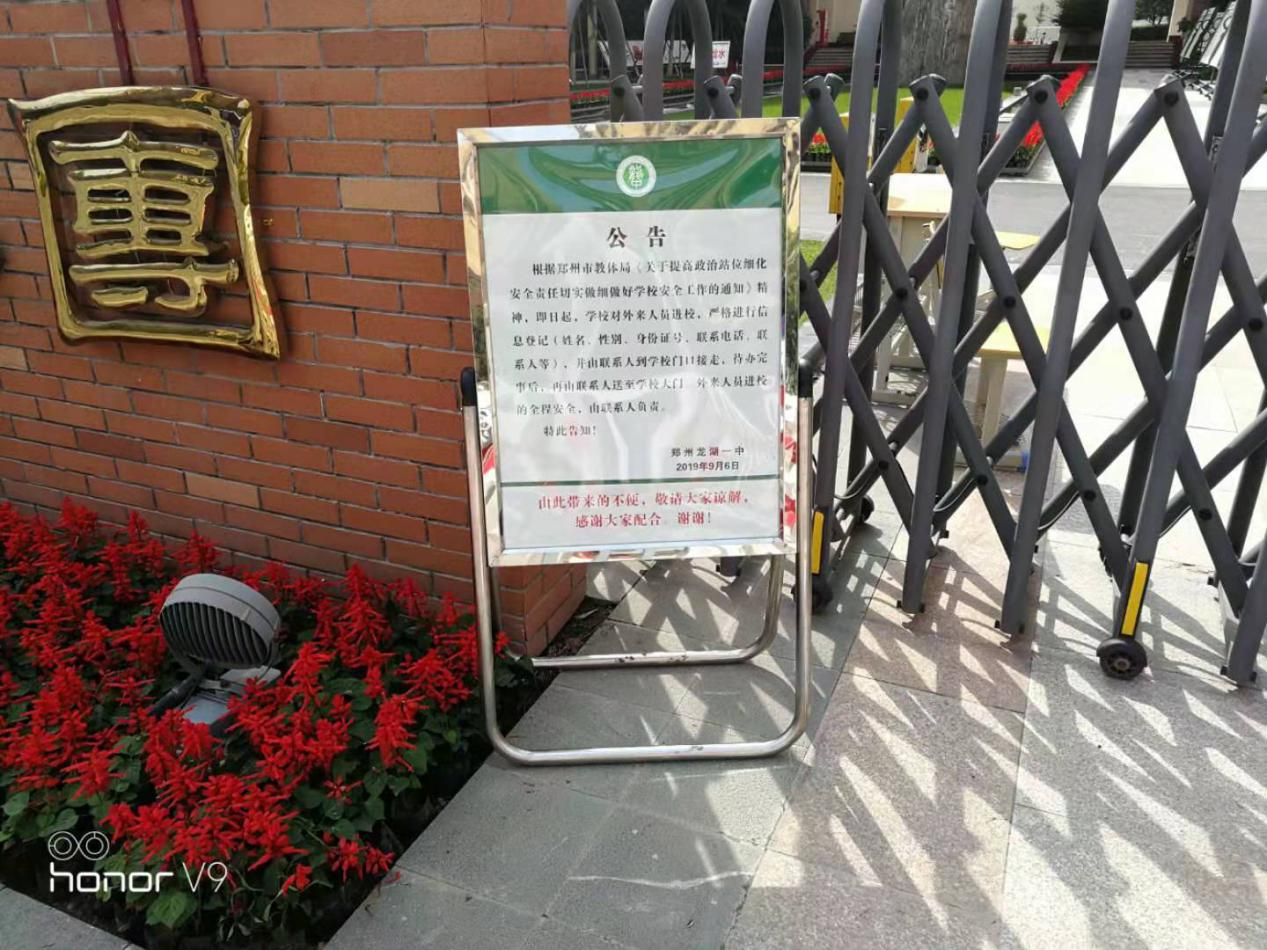 專
公告
根据郑州市教体局《关于提高政治站位细化
安全责任切实做细做好学校安全工作的通知》精
神，即日起，学校对外来人员进校，严格进行信
息登记（姓名、性别、身份证号、联系电话、联
系人等），并由联系人到学校门口接走，待办完
事后，再由联系人送至学校大门。外来人员进校
的全程安全，由联系人负责。
特此告知！
郑州龙湖一中
2019年9月6日
由此带来的不便，敬请大家谅解，
感谢大家配合。谢谢！
honor V9